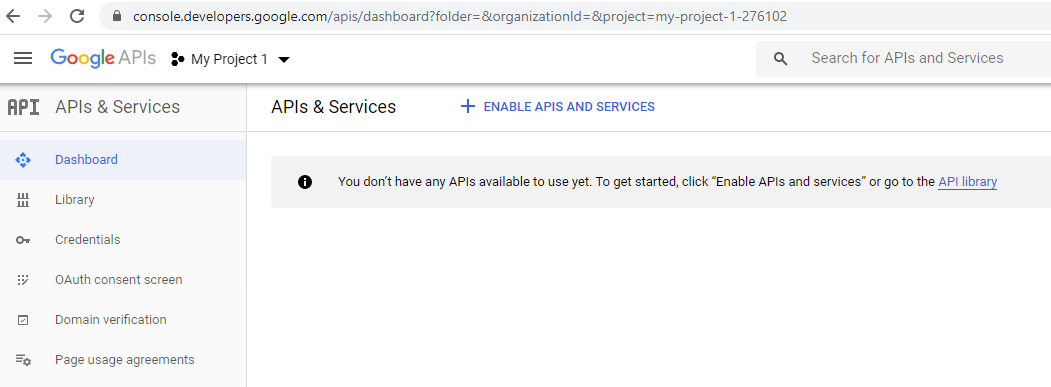 console.developers.google.com/apis/dashboard?folder=&organizationId=&project=my-project-1-276102
Google APIs
My Project 1
Search for APIs and Services
API APIs & Services
APIs & Services
ENABLE APIS AND SERVICES
Dashboard
You don’t have any APIs available to use yet. To get started, click “Enable APIs and services” or go to the API library
Library
Credentials
OAuth consent screen
Domain verification
Page usage agreements